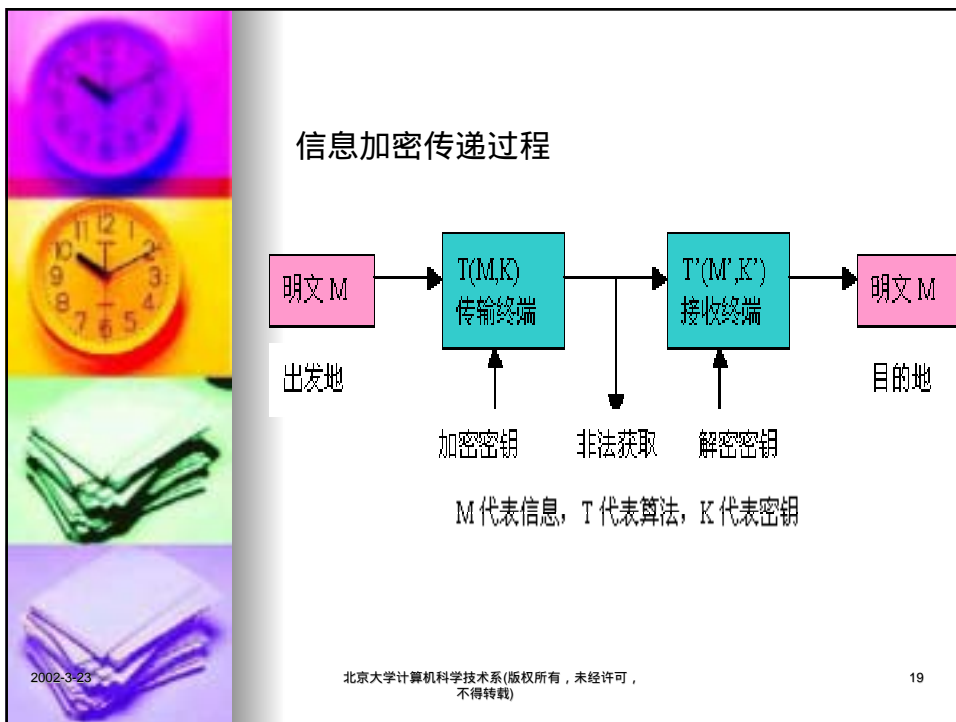 信息加密传递过程
明文 M
T(M,K)
传输终端
T’(M’,K’)
接收终端
明文 M
出发地
目的地
加密密钥
非法获取
解密密钥
M 代表信息，T 代表算法，K 代表密钥
2002-3-23
北京大学计算机科学技术系(版权所有，未经许可，
不得转载)
19